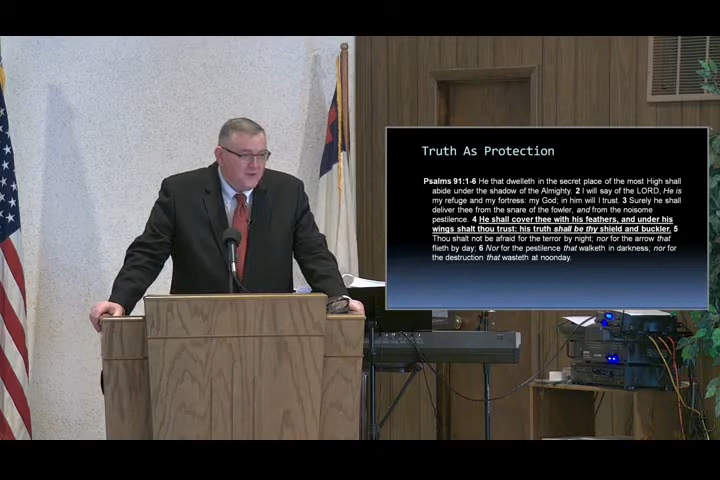 Truth As Protection
Psalms 91:1-6 He that dwelleth in the secret place of the most High shall
abide under the shadow of the Almighty. 2 I will say of the LORD, He is
my refuge and my fortress: my God; in him will I trust. 3 Surely he shall
deliver thee from the snare of the fowler, and from the noisome
pestilence. 4 He shall cover thee with his feathers, and under his
wings shalt thou trust: his truth shall be thy shield and buckler. 5
Thou shalt not be afraid for the terror by night; nor for the arrow that
flieth by day; 6 Nor for the pestilence that walketh in darkness; nor for
the destruction that wasteth at noonday.